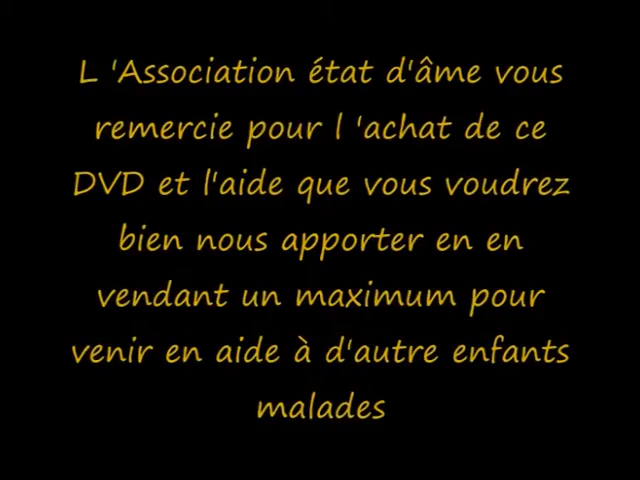 L 'Association état d'âme vous
remercie pour l 'achat de ce
DVD et l'aide que vous voudrez
bien nous apporter en en
vendant un maximum pour
venir en aide à d'autre enfants
malades